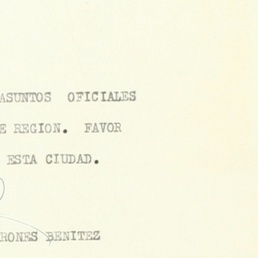 ASUNTOS OFICIALES
E REGION. FAVOR
ESTA CIUDAD.
RONES BENITEZ